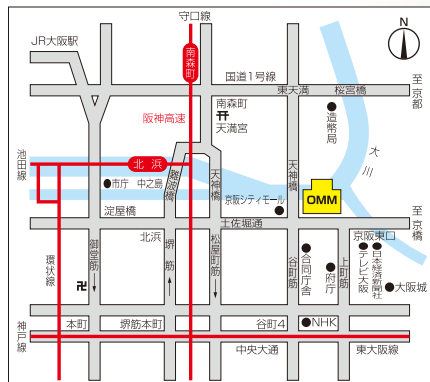 守口線
JR大阪駅
N
南森町
国道1号線
東天満
桜宮橋
至京都
阪神高速
南森町
天満宮
造幣局
大川
池田線
北浜
市庁
中之島
難波橋
天神橋
天神橋
京阪シティモール
OMM
淀屋橋
土佐堀通
至京橋
北浜
京阪東口
環状線
御堂筋
堺筋
松屋町筋
谷町筋
合同庁舎
府庁
上町筋
テレビ大阪
日本経済新聞社
大阪城
卍
神戸線
本町
堺筋本町
谷町4
NHK
中央大通
東大阪線